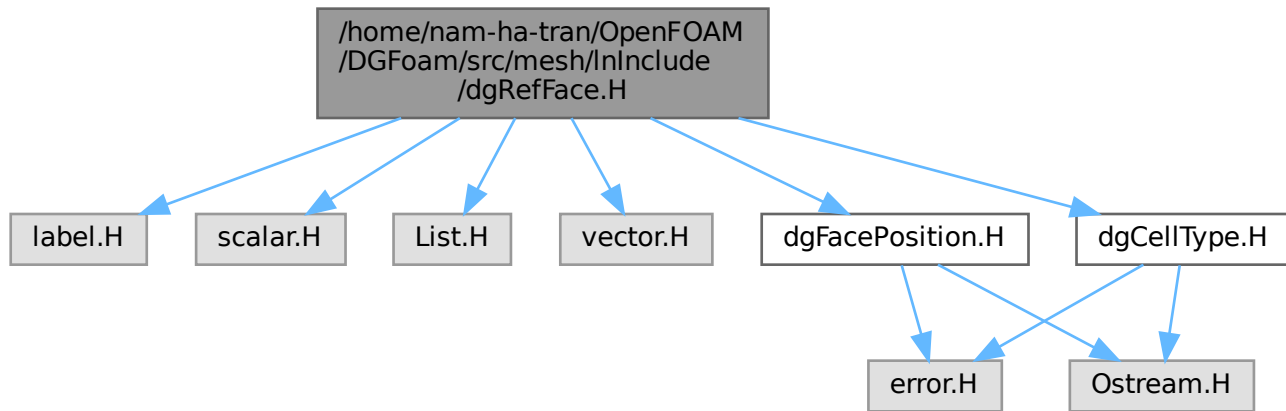 /home/nam-ha-tran/OpenFOAM
/DGFoam/src/mesh/lnInclude
/dgRefFace.H
label.H
scalar.H
List.H
vector.H
dgFacePosition.H
dgCellType.H
error.H
Ostream.H